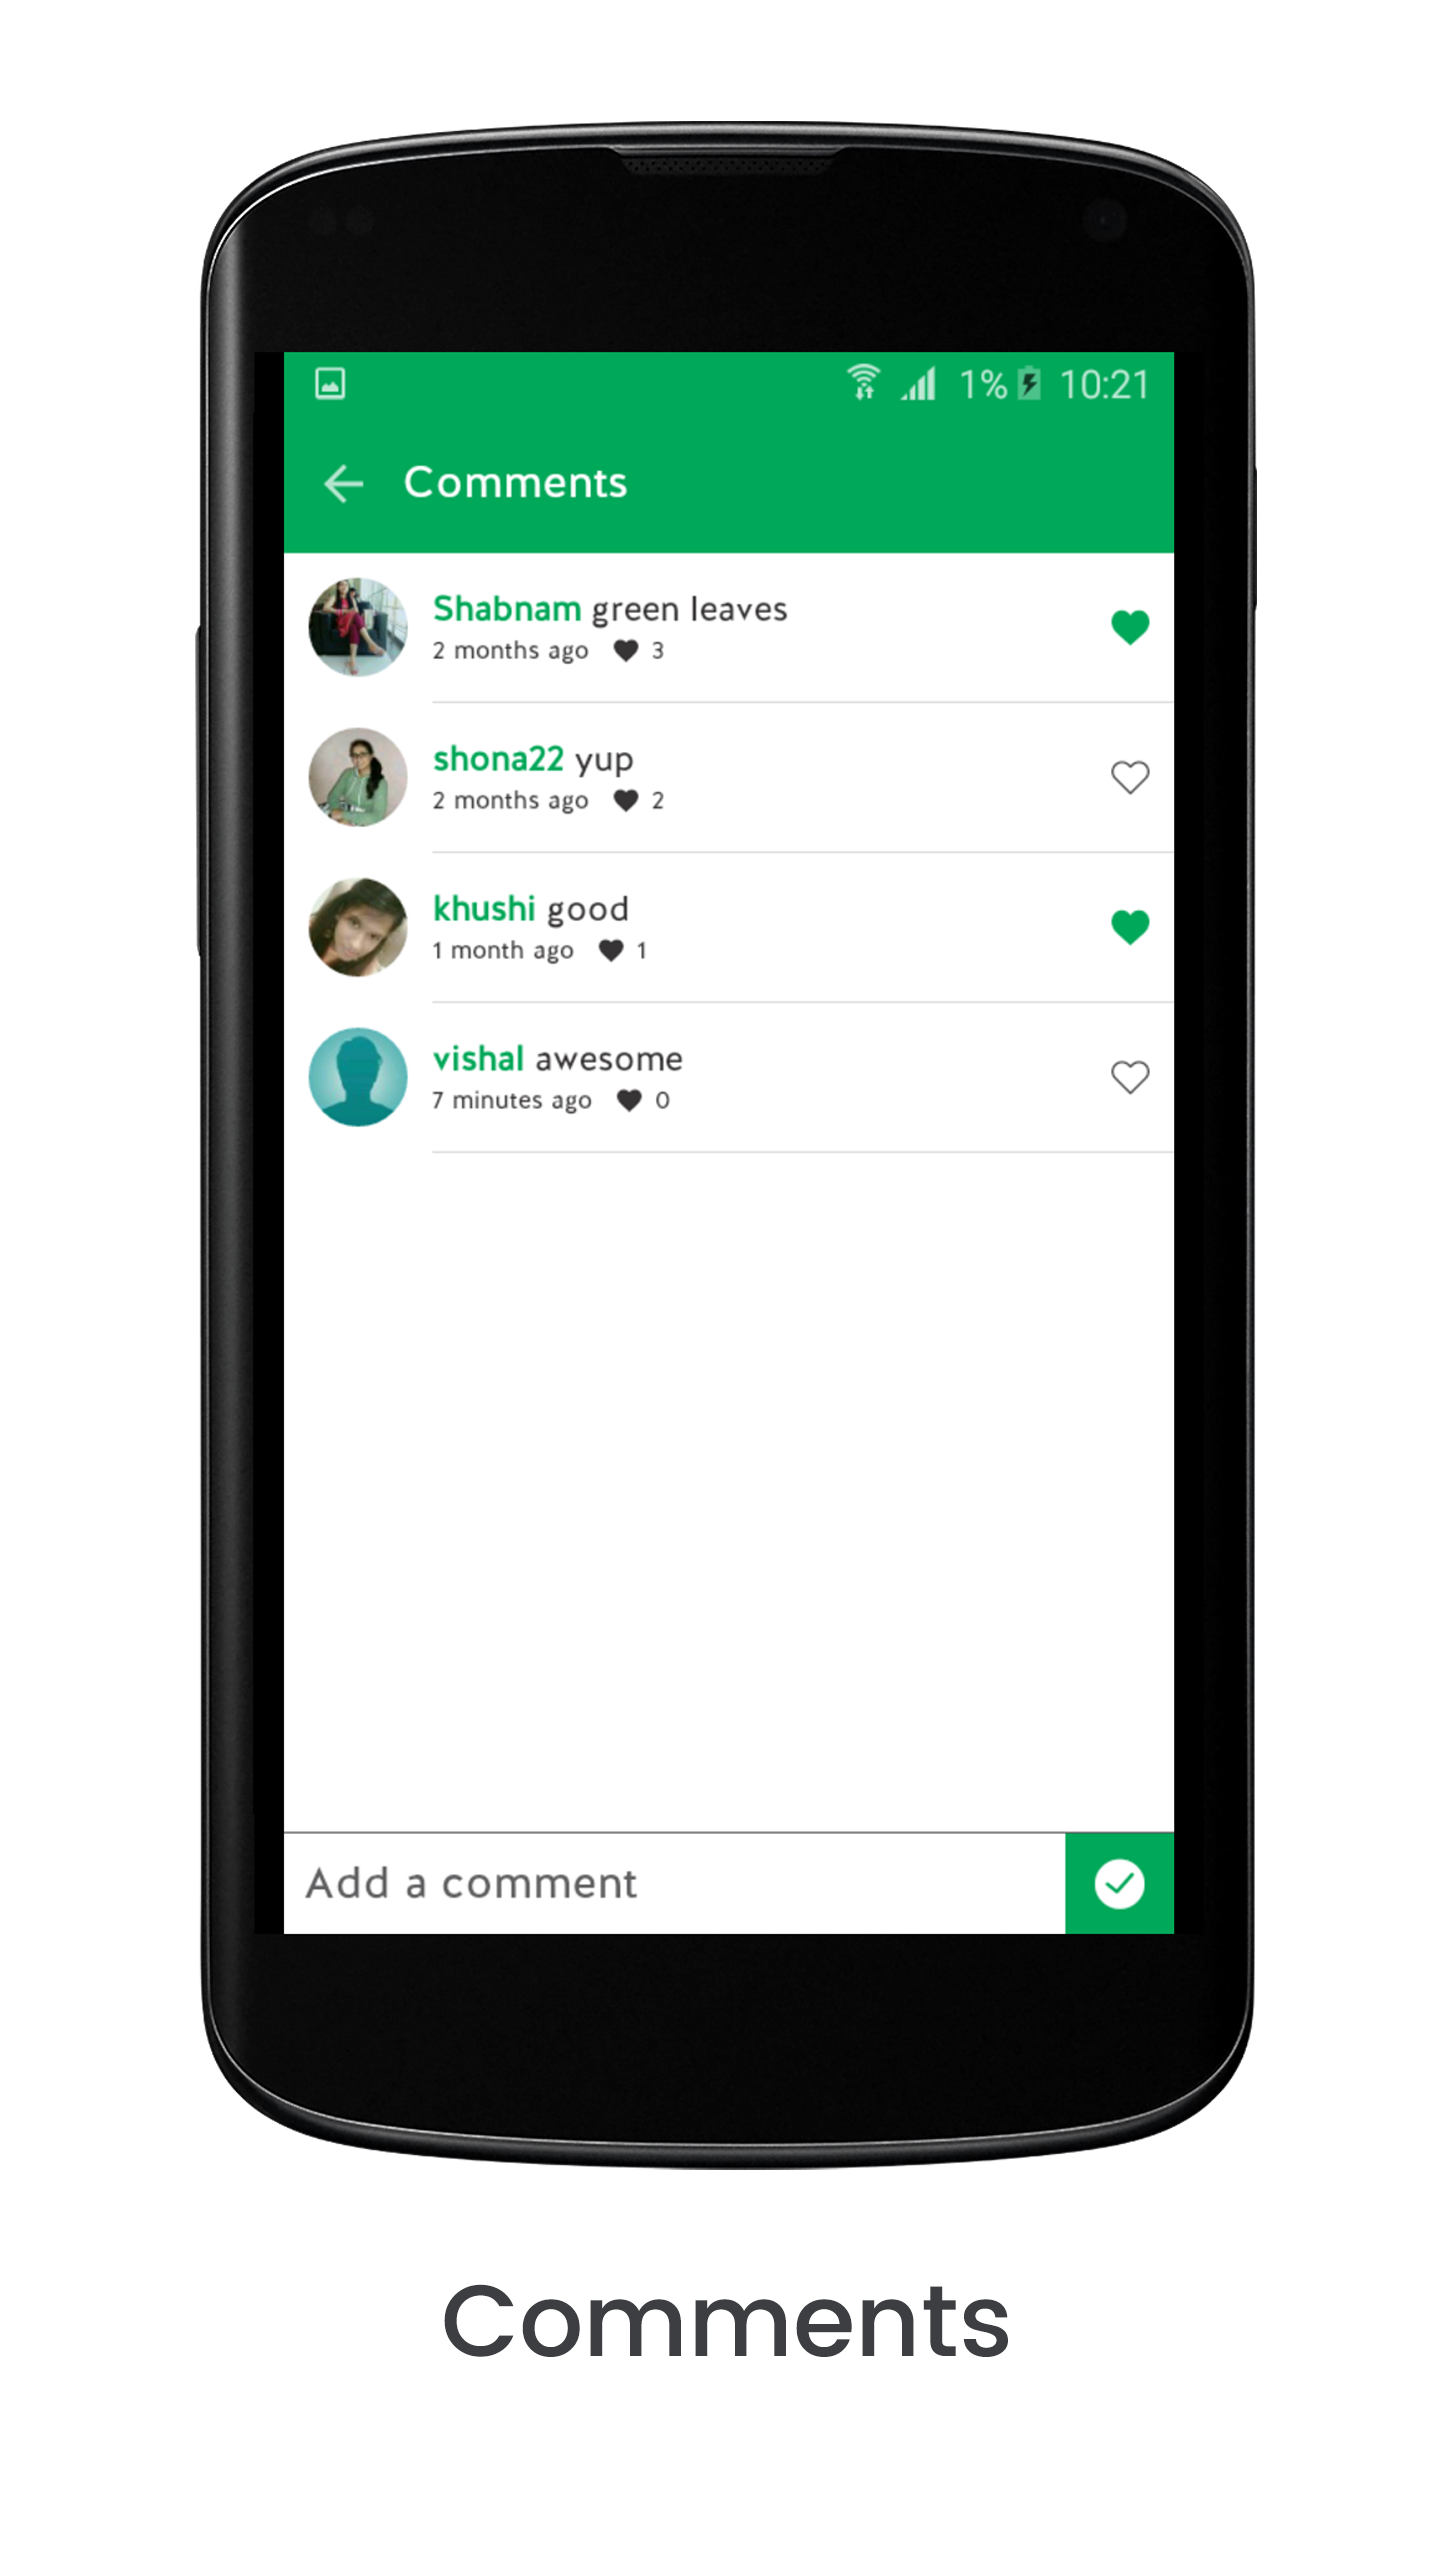 1% 10:21
Comments
Shabnam green leaves
2 months ago 3
shona22 yup
2 months ago 2
khushi good
1 month ago 1
vishal awesome
7 minutes ago 0
Add a comment
Comments